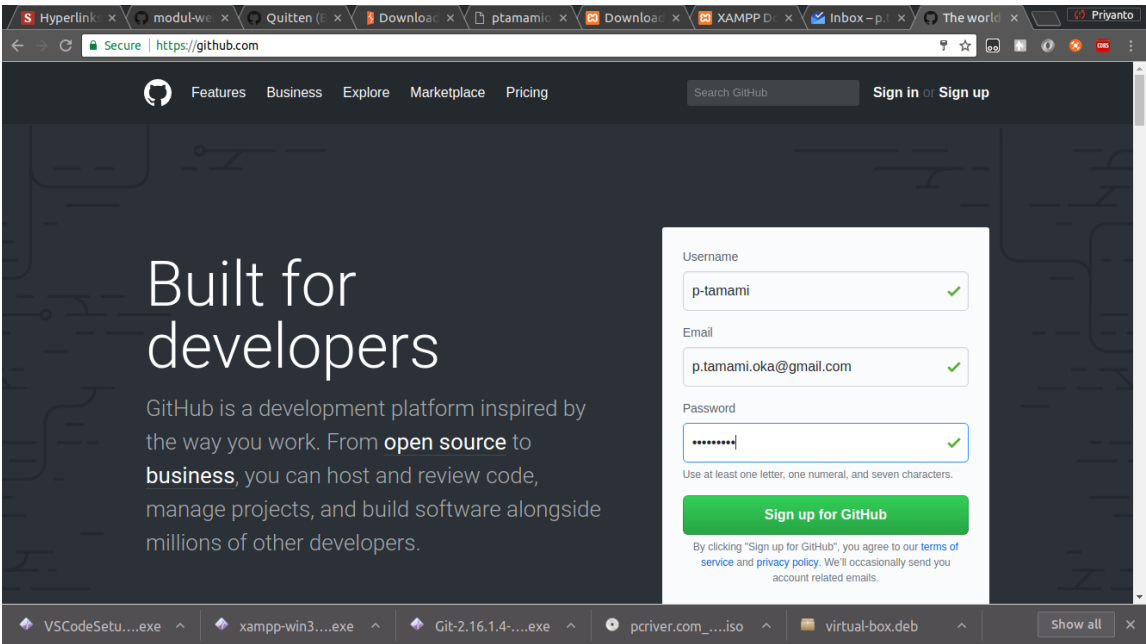 Hyperlink
modul-we
Quitten (E
Download
ptamamio
Download
XAMPP Do
Inbox – p.t
The world
Priyanto
Secure | https://github.com
CORS
Features Business Explore Marketplace Pricing
Search GitHub
Sign in or Sign up
Built for
developers
GitHub is a development platform inspired by
the way you work. From open source to
business, you can host and review code,
manage projects, and build software alongside
millions of other developers.
Username
p-tamami
Email
p.tamami.oka@gmail.com
Password
•••••••••
Use at least one letter, one numeral, and seven characters.
Sign up for GitHub
By clicking "Sign up for GitHub", you agree to our terms of
service and privacy policy. We'll occasionally send you
account related emails.
VSCodeSetu....exe
xampp-win3....exe
Git-2.16.1.4-....exe
pcriver.com_....iso
virtual-box.deb
Show all